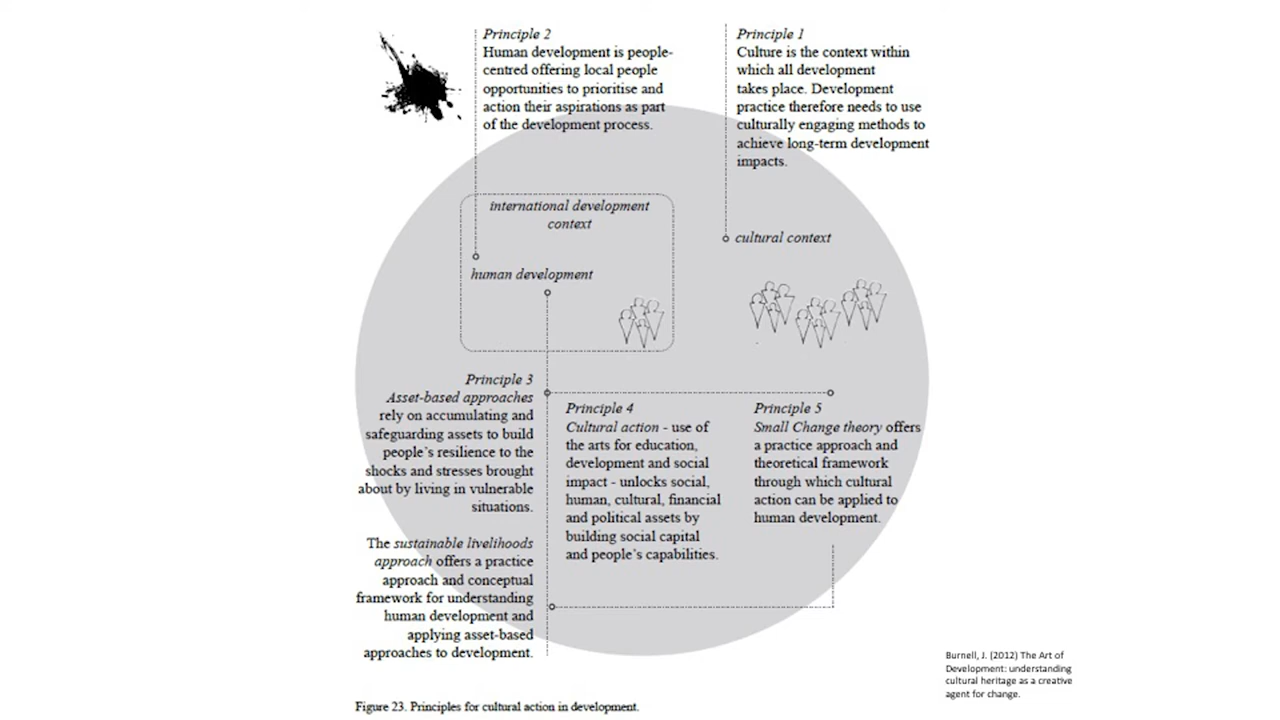 Principle 2
Human development is people-
centred offering local people
opportunities to prioritise and
action their aspirations as part
of the development process.
Principle 1
Culture is the context within
which all development
takes place. Development
practice therefore needs to use
culturally engaging methods to
achieve long-term development
impacts.
international development
context
cultural context
human development
Principle 3
Asset-based approaches
rely on accumulating and
safeguarding assets to build
people's resilience to the
shocks and stresses brought
about by living in vulnerable
situations.
The sustainable livelihoods
approach offers a practice
approach and conceptual
framework for understanding
human development and
applying asset-based
approaches to development.
Principle 4
Cultural action - use of
the arts for education,
development and social
impact - unlocks social,
human, cultural, financial
and political assets by
building social capital
and people's capabilities.
Principle 5
Small Change theory offers
a practice approach and
theoretical framework
through which cultural
action can be applied to
human development.
Burnell, J. (2012) The Art of
Development: understanding
cultural heritage as a creative
agent for change.
Figure 23. Principles for cultural action in development.